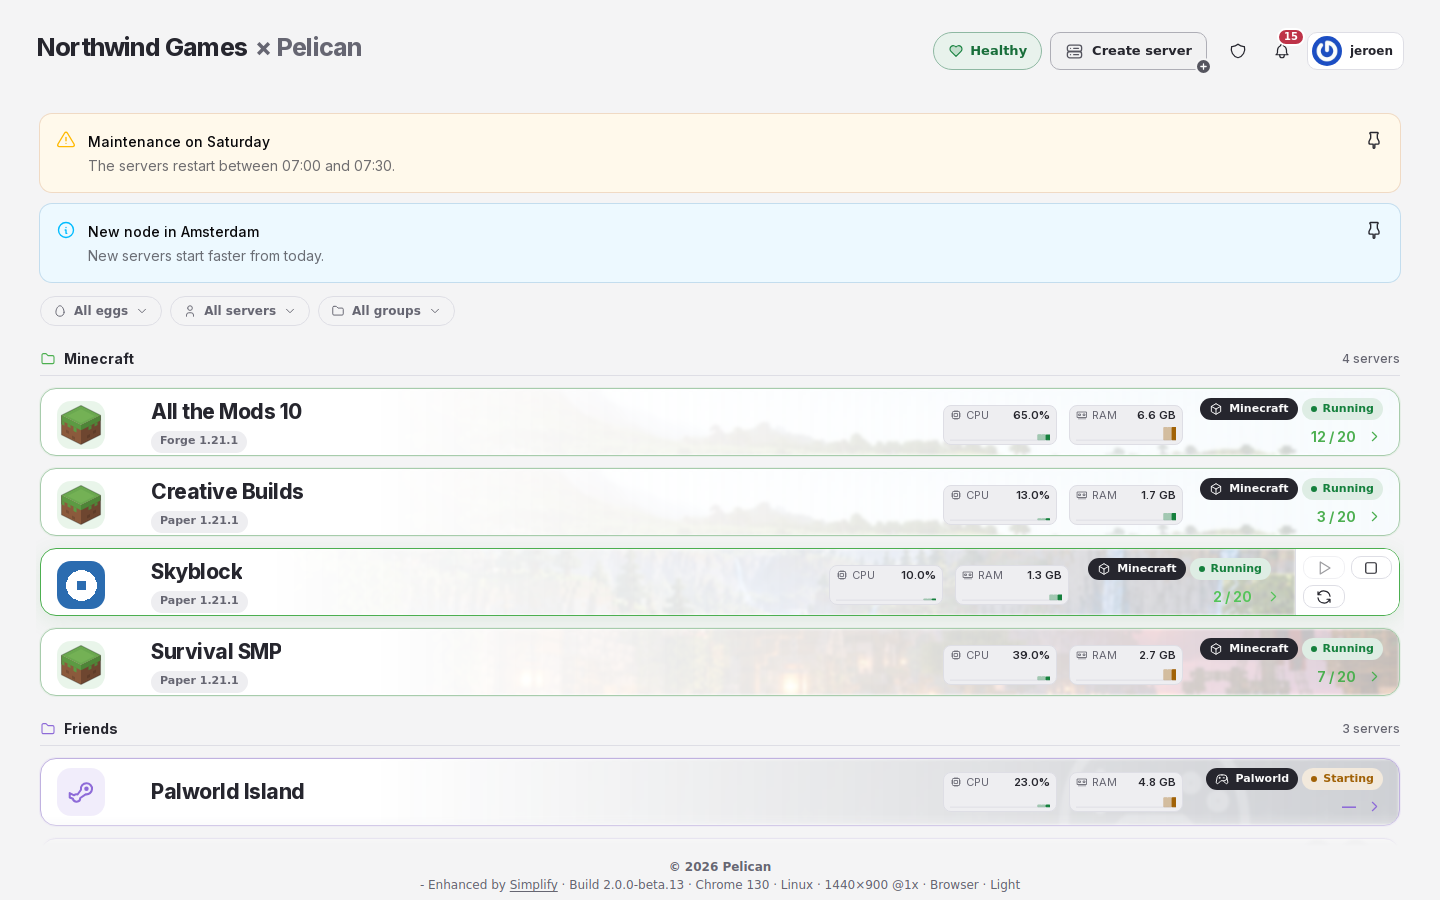 Northwind Games × Pelican
Healthy
Create server
15
jeroen
Maintenance on Saturday
The servers restart between 07:00 and 07:30.
New node in Amsterdam
New servers start faster from today.
All eggs
All servers
All groups
Minecraft
4 servers
All the Mods 10
Forge 1.21.1
CPU 65.0%
RAM 6.6 GB
Minecraft
Running
12 / 20
Creative Builds
Paper 1.21.1
CPU 13.0%
RAM 1.7 GB
Minecraft
Running
3 / 20
Skyblock
Paper 1.21.1
CPU 10.0%
RAM 1.3 GB
Minecraft
Running
2 / 20
Survival SMP
Paper 1.21.1
CPU 39.0%
RAM 2.7 GB
Minecraft
Running
7 / 20
Friends
3 servers
Palworld Island
CPU 23.0%
RAM 4.8 GB
Palworld
Starting
—
© 2026 Pelican
- Enhanced by Simplify · Build 2.0.0-beta.13 · Chrome 130 · Linux · 1440×900 @1x · Browser · Light